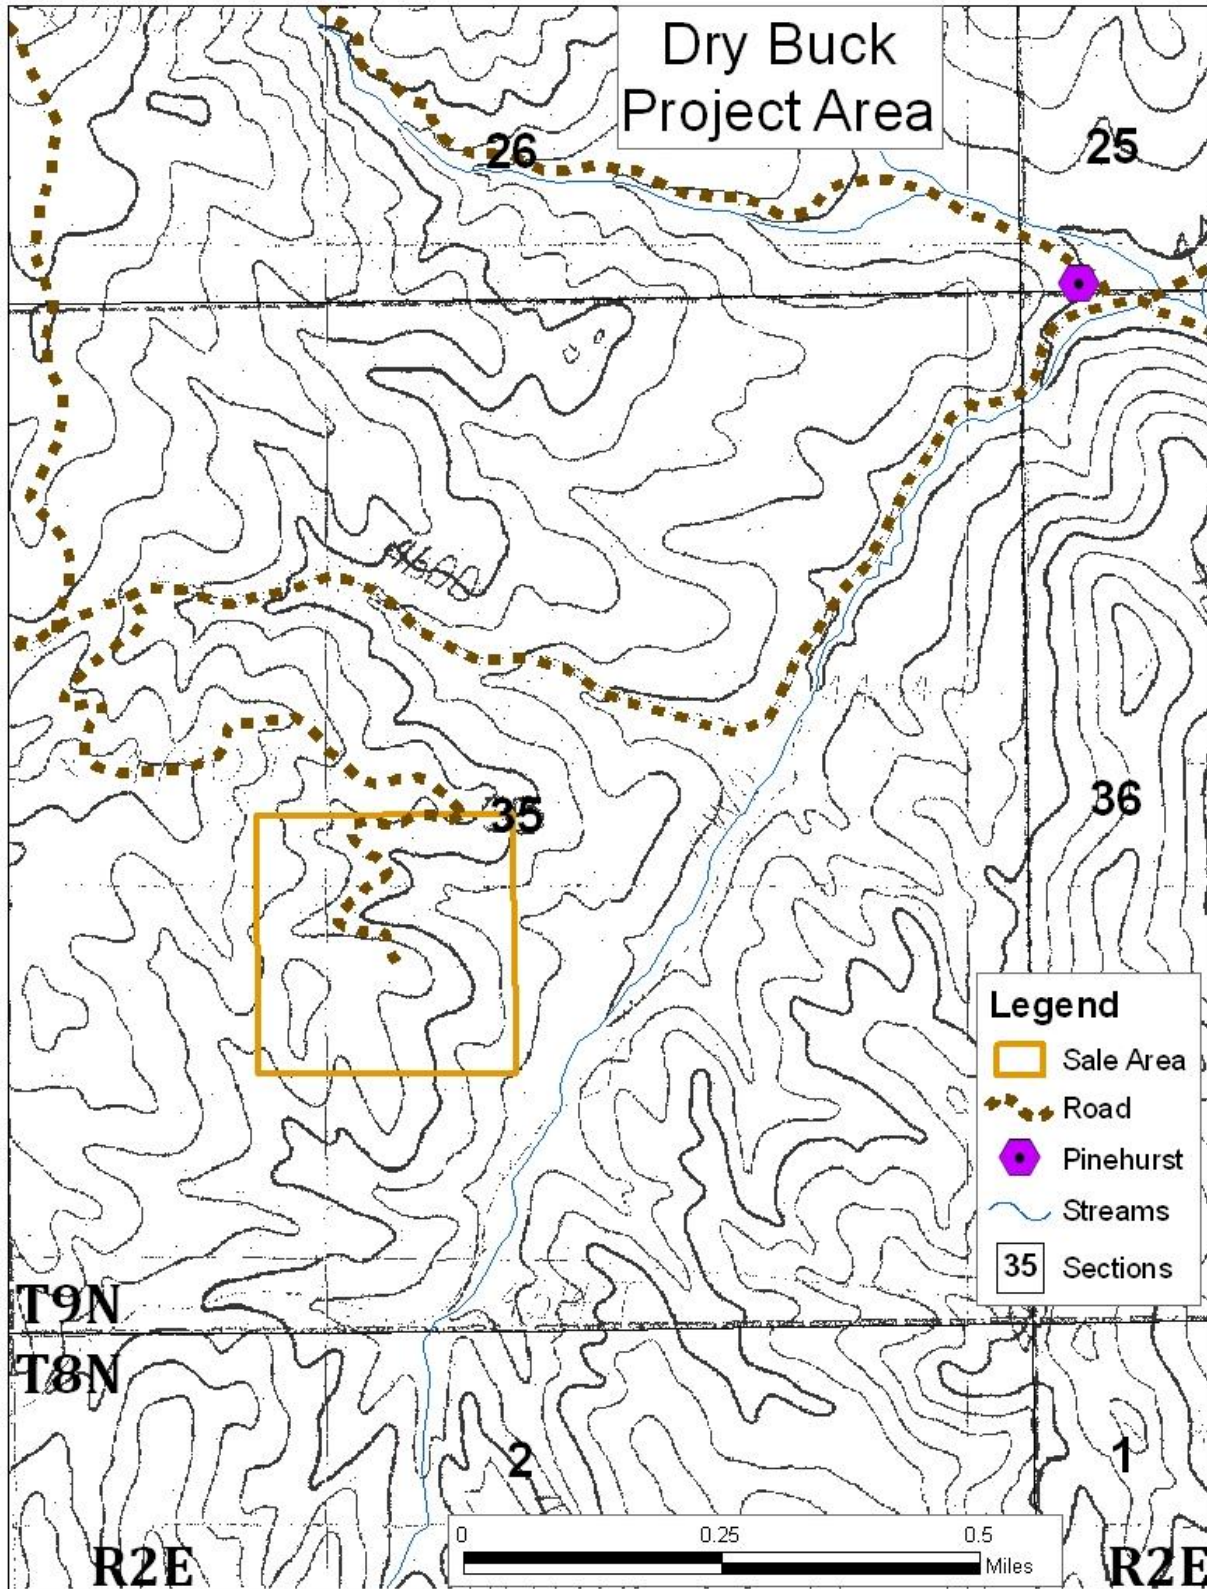 Dry Buck
Project Area
26
25
4600
35
36
Legend
Sale Area
Road
Pinehurst
Streams
35 Sections
T9N
T8N
2
1
0 0.25 0.5
Miles
R2E
R2E